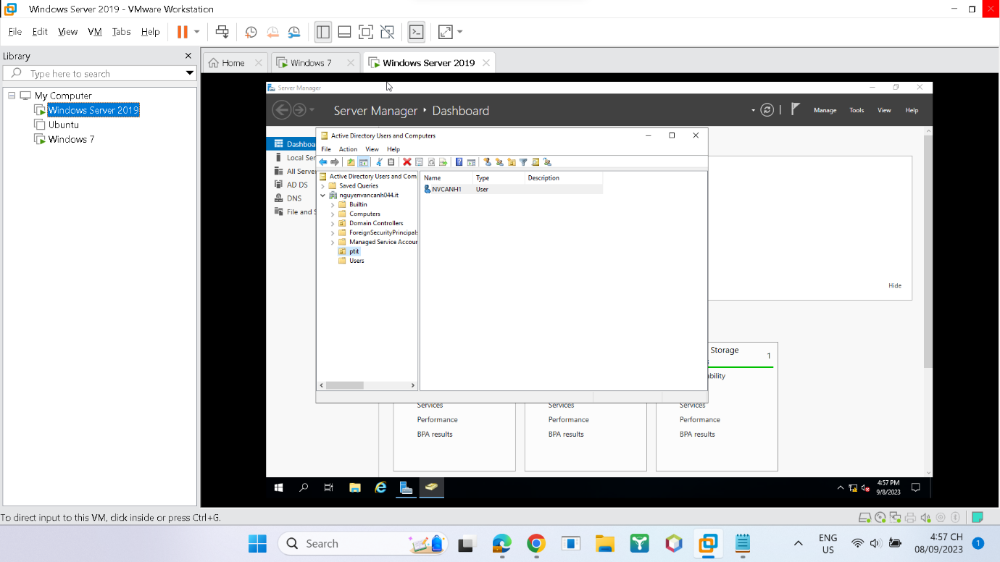 Windows Server 2019 - VMware Workstation
File Edit View VM Tabs Help
Library
Type here to search
My Computer
Windows Server 2019
Ubuntu
Windows 7
Home
Windows 7
Windows Server 2019
Server Manager
Server Manager Dashboard
Manage Tools View Help
Dashboa
Local Ser
All Server
AD DS
DNS
File and S
Active Directory Users and Computers
File Action View Help
Active Directory Users and Com
Saved Queries
nguyenvancanh044.it
Builtin
Computers
Domain Controllers
ForeignSecurityPrincipals
Managed Service Accoun
ptit
Users
Name Type Description
NVCANH1 User
Hide
Storage
1
ability
Services
Performance
BPA results
Services
Performance
BPA results
Services
Performance
BPA results
4:57 PM
9/8/2023
To direct input to this VM, click inside or press Ctrl+G.
Search
ENG
US
4:57 CH
08/09/2023
1